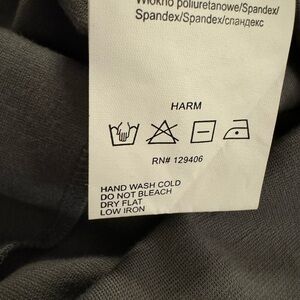 Włókno poliuretanowe/Spandex/
Spandex/Spandex/спандекс
HARM
RN# 129406
HAND WASH COLD
DO NOT BLEACH
DRY FLAT
LOW IRON